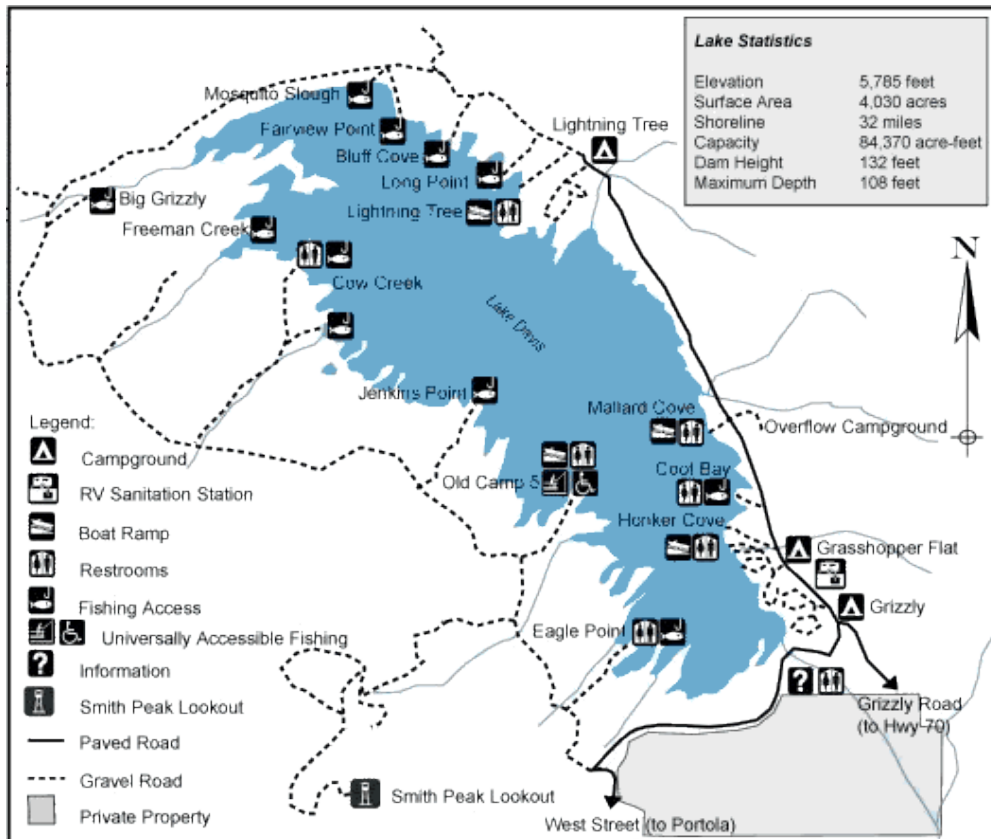 Lake Statistics
Elevation 5,785 feet
Surface Area 4,030 acres
Shoreline 32 miles
Capacity 84,370 acre-feet
Dam Height 132 feet
Maximum Depth 108 feet
Mosquito Slough
Fairview Point
Lightning Tree
Bluff Cove
Long Point
Big Grizzly
Lightning Tree
Freeman Creek
N
Cow Creek
Lake Davis
Jenkins Point
Mallard Cove
Overflow Campground
Coot Bay
Old Camp 5
Honker Cove
Grasshopper Flat
Grizzly
Eagle Point
Grizzly Road
(to Hwy 70)
Smith Peak Lookout
West Street (to Portola)
Legend:
Campground
RV Sanitation Station
Boat Ramp
Restrooms
Fishing Access
Universally Accessible Fishing
?
Information
Smith Peak Lookout
Paved Road
Gravel Road
Private Property
?